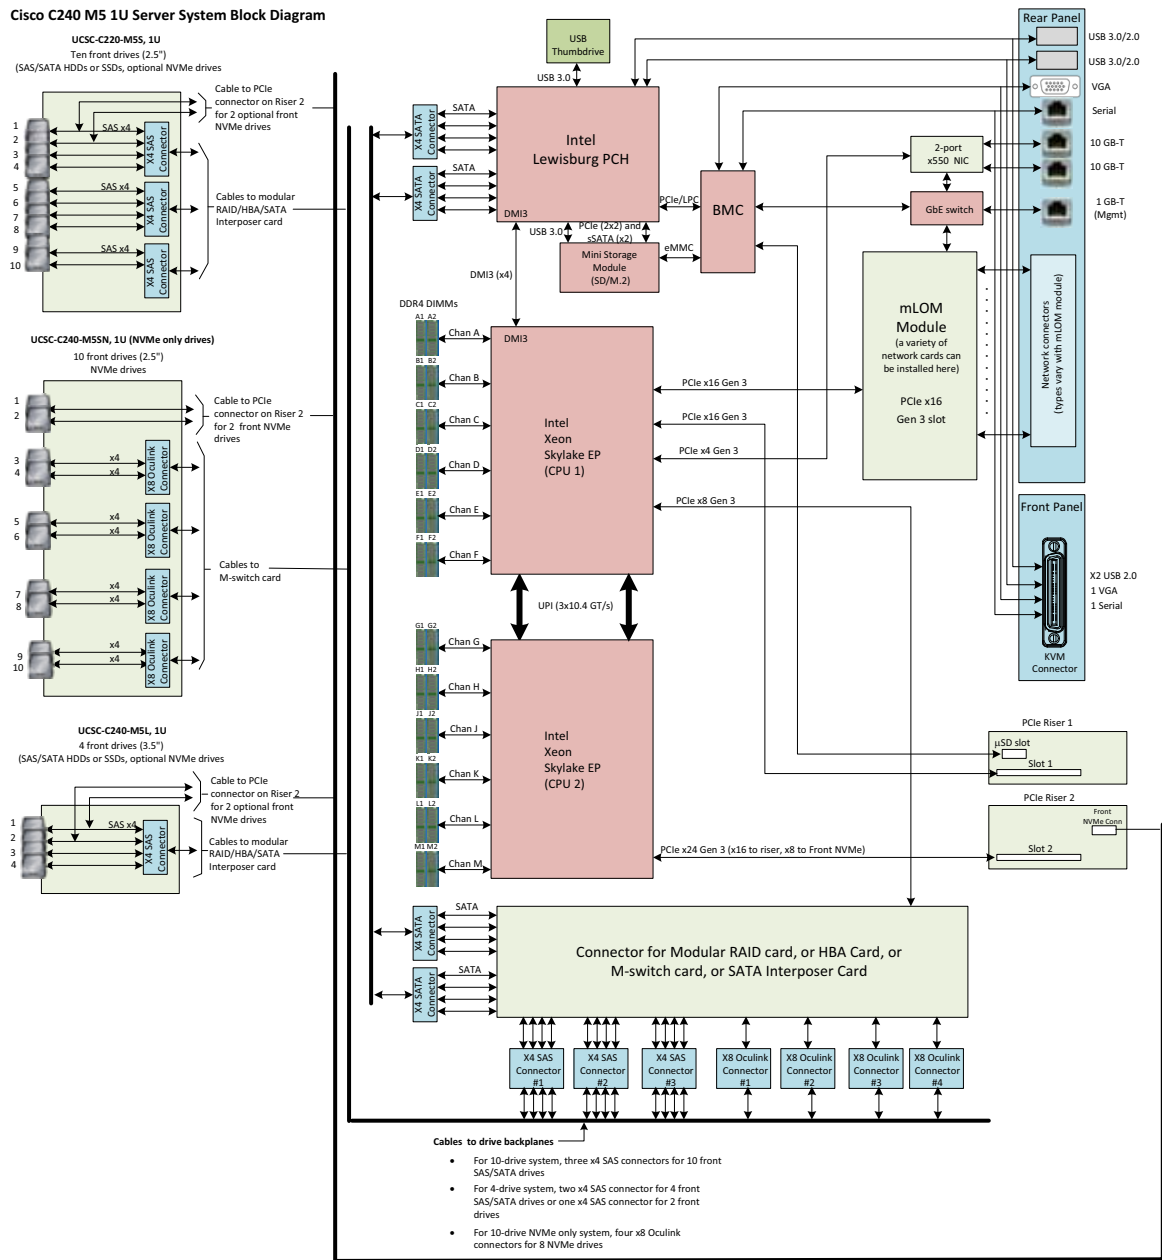 Cisco C240 M5 1U Server System Block Diagram
UCSC-C220-M5S, 1U
Ten front drives (2.5")
(SAS/SATA HDDs or SSDs, optional NVMe drives
Cable to PCIe
connector on Riser 2
for 2 optional front
NVMe drives
1
2
3
4
5
6
7
8
9
10
SAS x4
SAS x4
SAS x4
X4 SAS
Connector
X4 SAS
Connector
X4 SAS
Connector
Cables to modular
RAID/HBA/SATA
Interposer card
UCSC-C240-M5SN, 1U (NVMe only drives)
10 front drives (2.5")
NVMe drives
Cable to PCIe
connector on Riser 2
for 2 front NVMe
drives
1
2
3
4
5
6
7
8
9
10
x4
x4
x4
x4
x4
x4
x4
x4
X8 Oculink
Connector
X8 Oculink
Connector
X8 Oculink
Connector
X8 Oculink
Connector
Cables to
M-switch card
UCSC-C240-M5L, 1U
4 front drives (3.5")
(SAS/SATA HDDs or SSDs, optional NVMe drives
Cable to PCIe
connector on Riser 2
for 2 optional front
NVMe drives
1
2
3
4
SAS x4
X4 SAS
Connector
Cables to modular
RAID/HBA/SATA
Interposer card
USB
Thumbdrive
USB 3.0
X4 SATA
Connector
SATA
X4 SATA
Connector
SATA
Intel
Lewisburg PCH
DMI3
PCIe/LPC
BMC
USB 3.0
PCIe (2x2) and
sSATA (x2)
Mini Storage
Module
(SD/M.2)
eMMC
DMI3 (x4)
2-port
x550 NIC
GbE switch
mLOM
Module
(a variety of
network cards can
be installed here)
PCIe x16
Gen 3 slot
Rear Panel
USB 3.0/2.0
USB 3.0/2.0
VGA
Serial
10 GB-T
10 GB-T
1 GB-T
(Mgmt)
Network connectors
(types vary with mLOM module)
Front Panel
X2 USB 2.0
1 VGA
1 Serial
KVM
Connector
DDR4 DIMMs
A1 A2
Chan A
B1 B2
Chan B
C1 C2
Chan C
D1 D2
Chan D
E1 E2
Chan E
F1 F2
Chan F
DMI3
Intel
Xeon
Skylake EP
(CPU 1)
PCIe x16 Gen 3
PCIe x16 Gen 3
PCIe x4 Gen 3
PCIe x8 Gen 3
UPI (3x10.4 GT/s)
G1 G2
Chan G
H1 H2
Chan H
J1 J2
Chan J
K1 K2
Chan K
L1 L2
Chan L
M1 M2
Chan M
Intel
Xeon
Skylake EP
(CPU 2)
PCIe x24 Gen 3 (x16 to riser, x8 to Front NVMe)
PCIe Riser 1
µSD slot
Slot 1
PCIe Riser 2
Front
NVMe Conn
Slot 2
X4 SATA
Connector
SATA
X4 SATA
Connector
SATA
Connector for Modular RAID card, or HBA Card, or
M-switch card, or SATA Interposer Card
X4 SAS
Connector
#1
X4 SAS
Connector
#2
X4 SAS
Connector
#3
X8 Oculink
Connector
#1
X8 Oculink
Connector
#2
X8 Oculink
Connector
#3
X8 Oculink
Connector
#4
Cables to drive backplanes
• For 10-drive system, three x4 SAS connectors for 10 front
SAS/SATA drives
• For 4-drive system, two x4 SAS connector for 4 front
SAS/SATA drives or one x4 SAS connector for 2 front
drives
• For 10-drive NVMe only system, four x8 Oculink
connectors for 8 NVMe drives